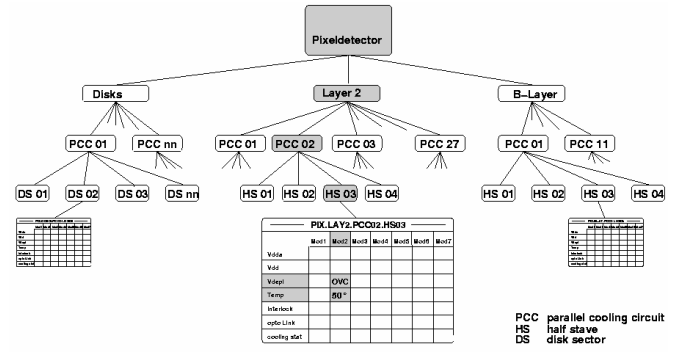 Pixeldetector
Disks Layer 2 B-Layer
PCC 01 PCC nn PCC 01 PCC 02 PCC 03 PCC 27 PCC 01 PCC 11
DS 01 DS 02 DS 03 DS nn HS 01 HS 02 HS 03 HS 04 HS 01 HS 02 HS 03 HS 04
PIX.LAY2.PCC02.HS03
Mod1 Mod2 Mod3 Mod4 Mod5 Mod6 Mod7
Vdda
Vdd
Vdepl OVC
Temp 50°
Interlock
opto Link
cooling stat
PCC parallel cooling circuit
HS half stave
DS disk sector